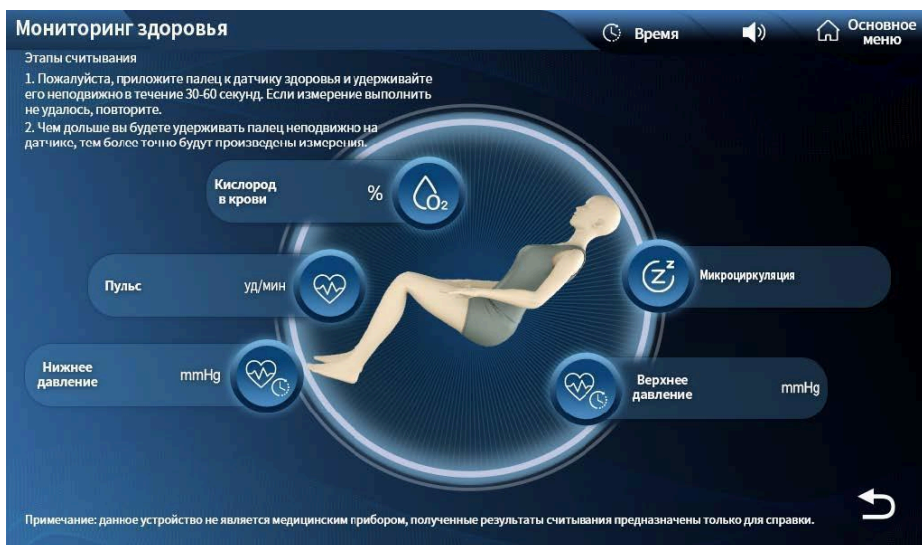 Мониторинг здоровья
Время
Основное
меню
Этапы считывания
1. Пожалуйста, приложите палец к датчику здоровья и удерживайте
его неподвижно в течение 30-60 секунд. Если измерение выполнить
не удалось, повторите.
2. Чем дольше вы будете удерживать палец неподвижно на
датчике, тем более точно будут произведены измерения.
Кислород
в крови
%
O₂
Пульс
уд/мин
Z z
Микроциркуляция
Нижнее
давление
mmHg
Верхнее
давление
mmHg
Примечание: данное устройство не является медицинским прибором, полученные результаты считывания предназначены только для справки.